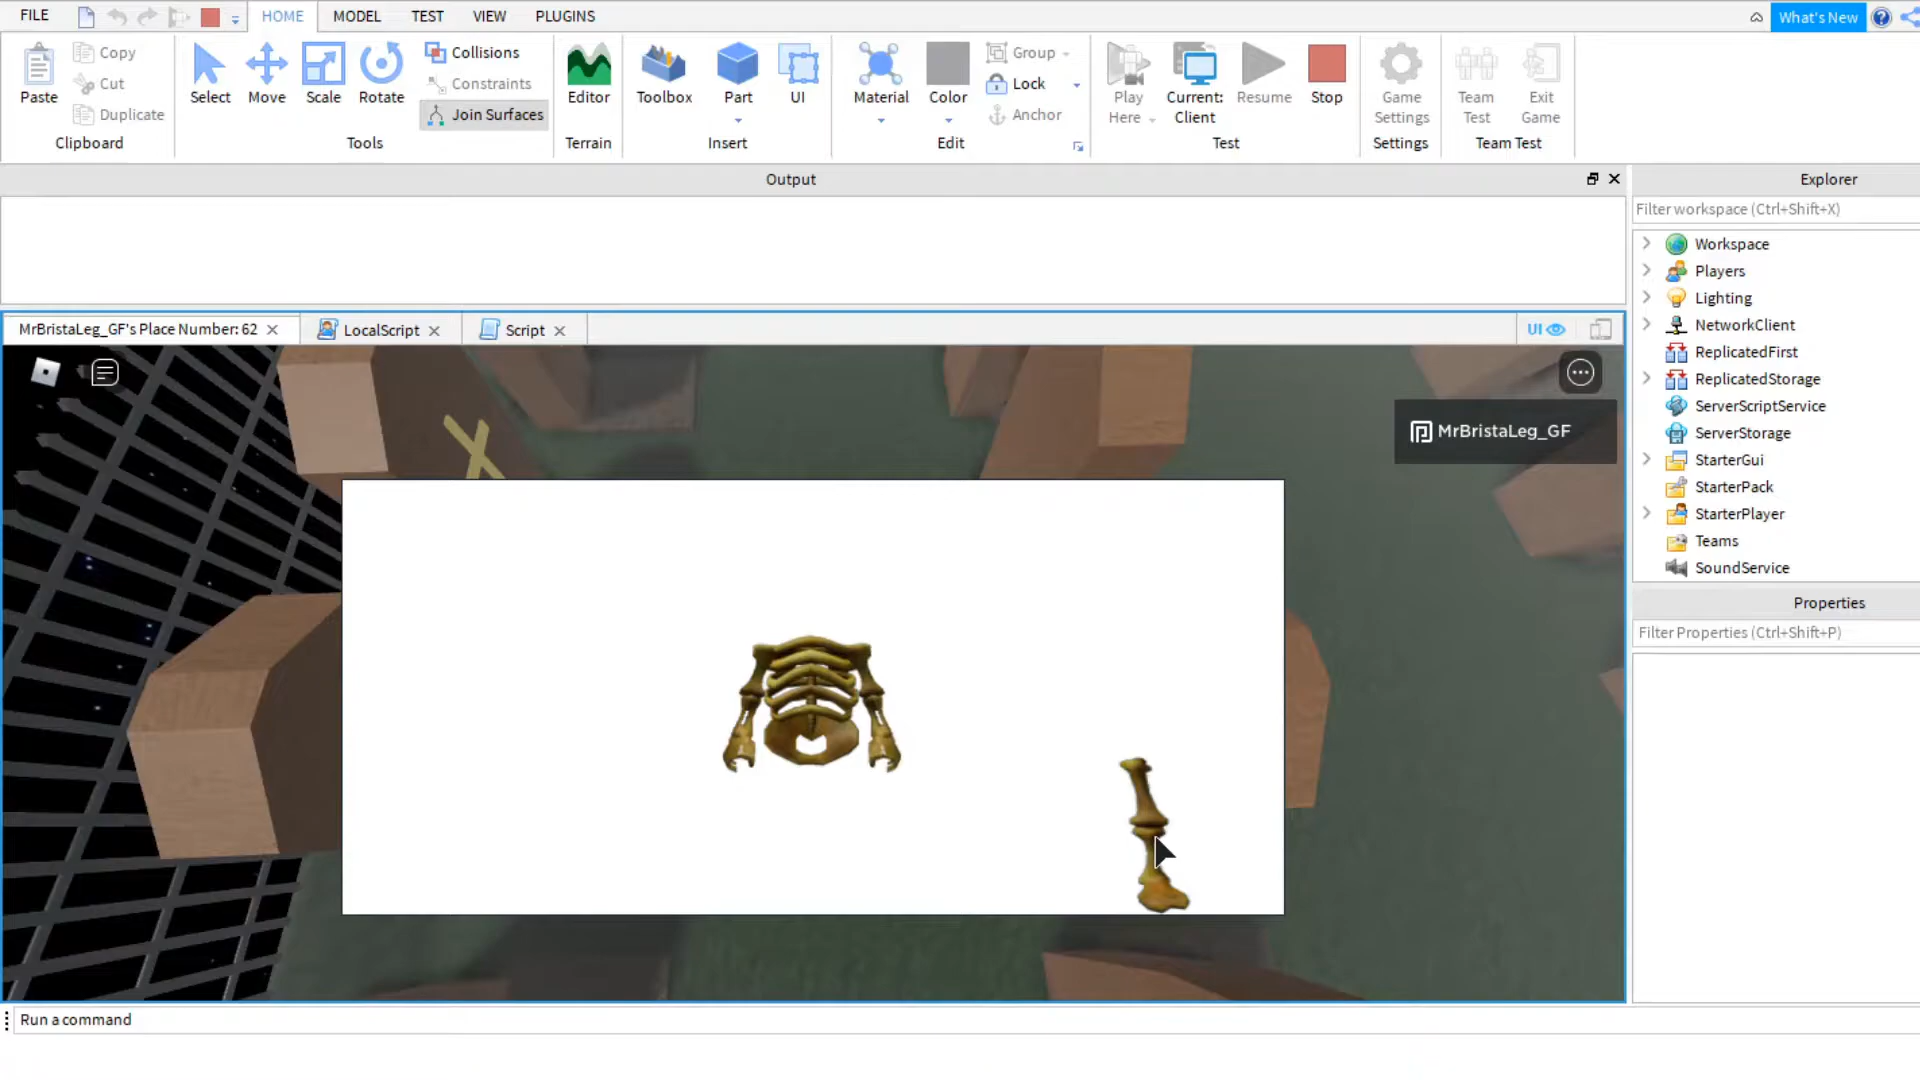 FILE
HOME
MODEL
TEST
VIEW
PLUGINS
What's New
Paste
Copy
Cut
Duplicate
Clipboard
Select
Move
Scale
Rotate
Collisions
Constraints
Join Surfaces
Tools
Editor
Terrain
Toolbox
Part
UI
Insert
Material
Color
Group
Lock
Anchor
Edit
Play
Here
Current:
Client
Resume
Stop
Test
Game
Settings
Settings
Team
Test
Exit
Game
Team Test
Output
Explorer
Filter workspace (Ctrl+Shift+X)
Workspace
Players
Lighting
NetworkClient
ReplicatedFirst
ReplicatedStorage
ServerScriptService
ServerStorage
StarterGui
StarterPack
StarterPlayer
Teams
SoundService
Properties
Filter Properties (Ctrl+Shift+P)
MrBristaLeg_GF's Place Number: 62
LocalScript
Script
UI
MrBristaLeg_GF
Run a command